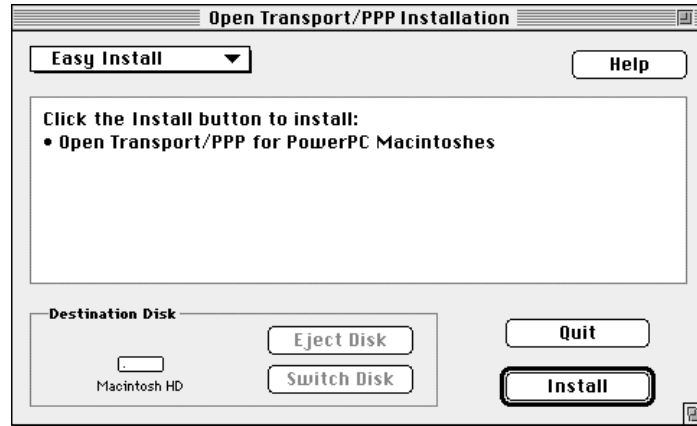 Open Transport/PPP Installation
Easy Install
Help
Click the Install button to install:
• Open Transport/PPP for PowerPC Macintoshes
Destination Disk
Eject Disk
Quit
Macintosh HD
Switch Disk
Install